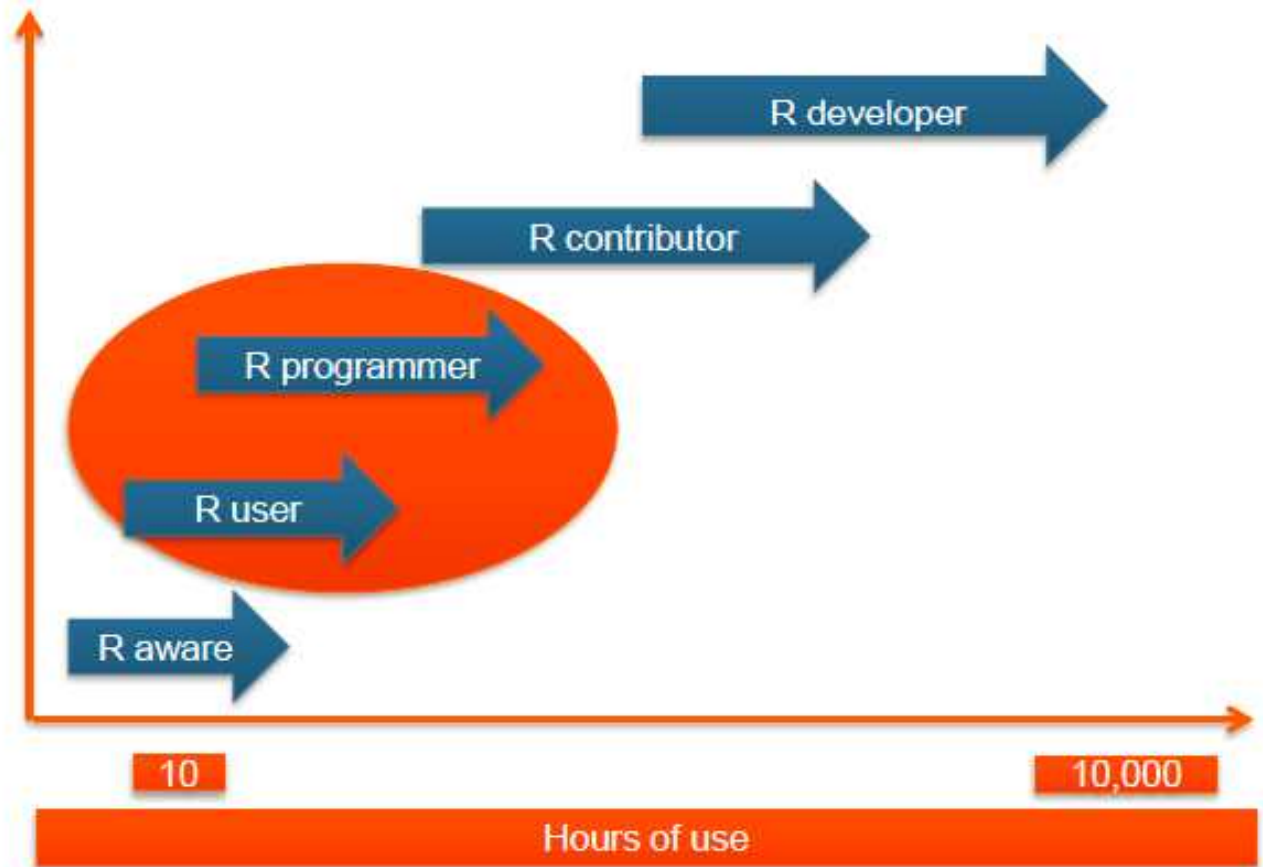 R developer
R contributor
R programmer
R user
R aware
10
10,000
Hours of use